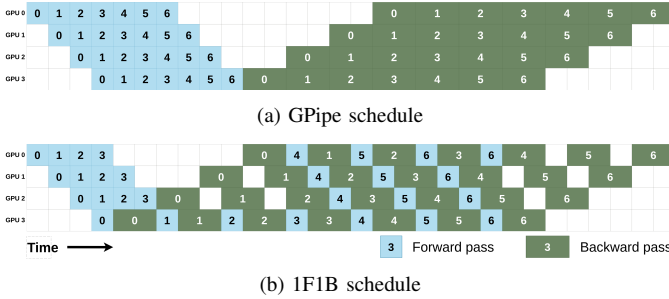 GPU 0 0 1 2 3 4 5 6 0 1 2 3 4 5 6
GPU 1 0 1 2 3 4 5 6 0 1 2 3 4 5 6
GPU 2 0 1 2 3 4 5 6 0 1 2 3 4 5 6
GPU 3 0 1 2 3 4 5 6 0 1 2 3 4 5 6
(a) GPipe schedule
GPU 0 0 1 2 3 0 4 1 5 2 6 3 6 4 5 6
GPU 1 0 1 2 3 0 1 4 2 5 3 6 4 5 6
GPU 2 0 1 2 3 0 1 2 4 3 5 4 6 5 6
GPU 3 0 0 1 1 2 2 3 3 4 4 5 5 6 6
Time 3 Forward pass 3 Backward pass
(b) 1F1B schedule